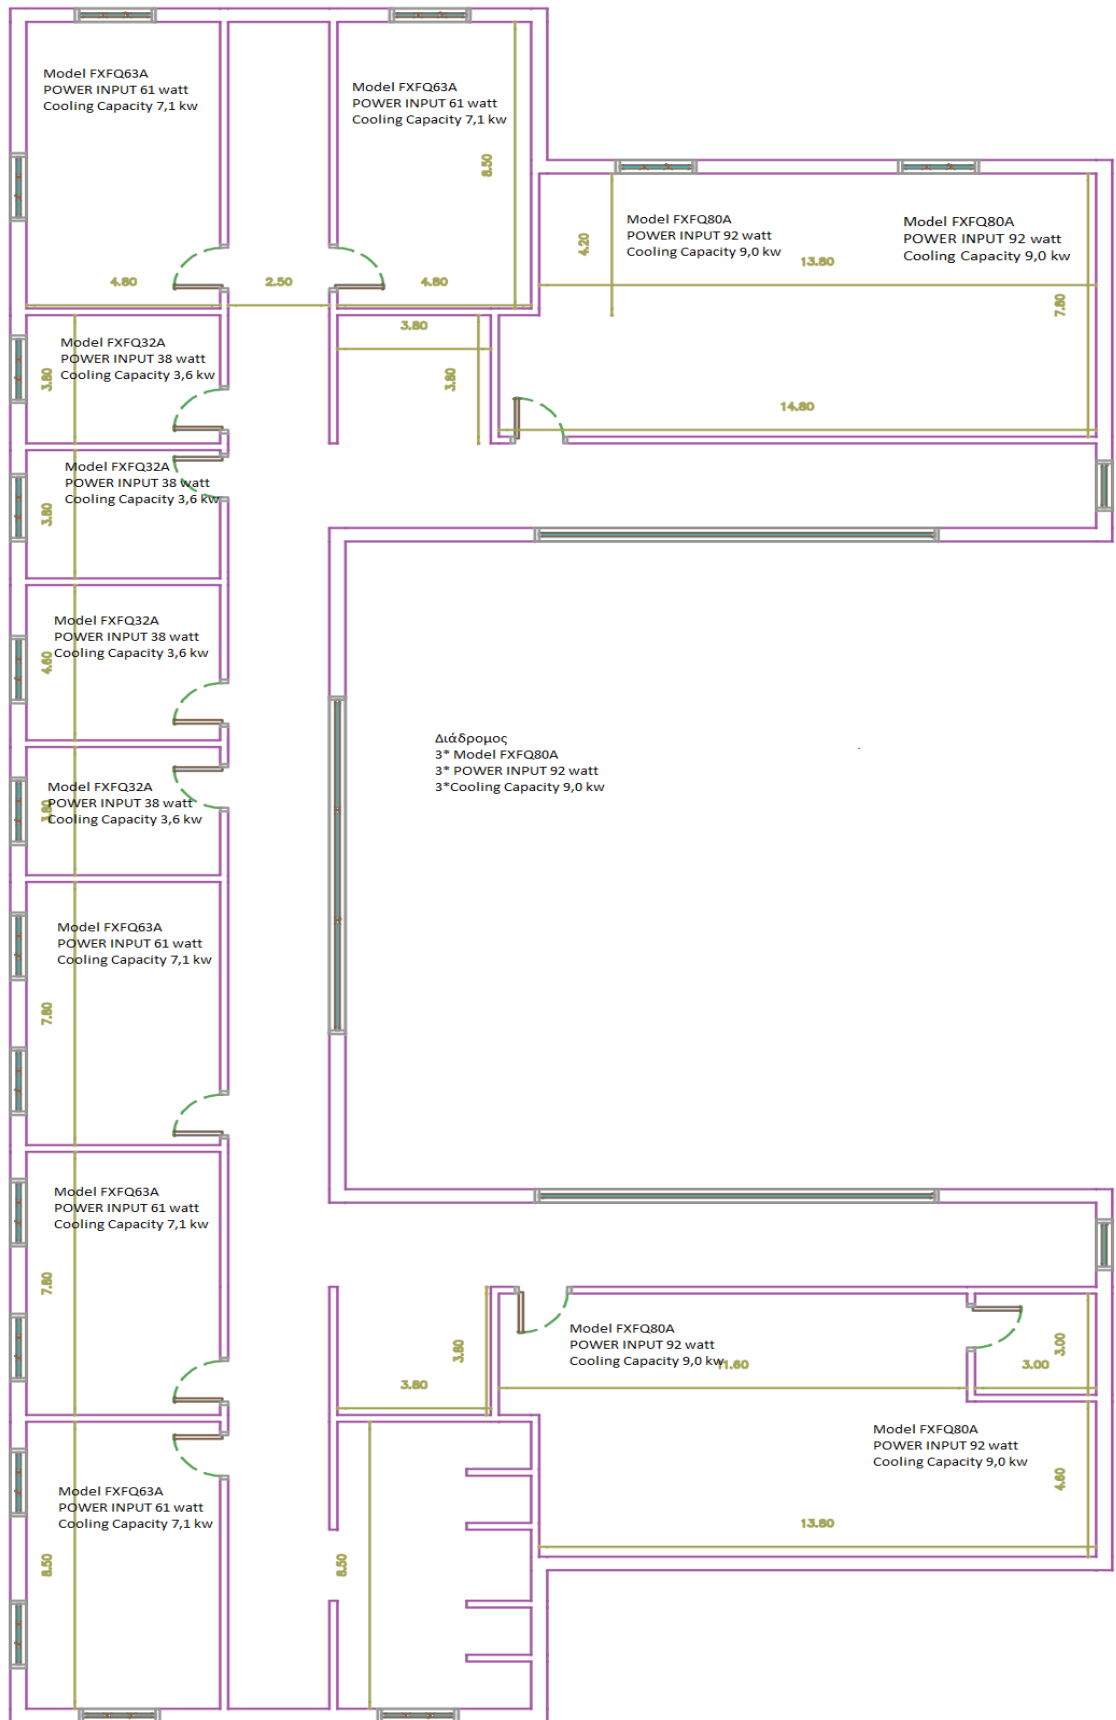 Model FXFQ63A
POWER INPUT 61 watt
Cooling Capacity 7,1 kw
Model FXFQ63A
POWER INPUT 61 watt
Cooling Capacity 7,1 kw
8.50
Model FXFQ80A
POWER INPUT 92 watt
Cooling Capacity 9,0 kw
Model FXFQ80A
POWER INPUT 92 watt
Cooling Capacity 9,0 kw
4.20
13.80
7.80
4.80
2.50
4.80
3.80
3.80
14.80
Model FXFQ32A
POWER INPUT 38 watt
Cooling Capacity 3,6 kw
3.80
Model FXFQ32A
POWER INPUT 38 watt
Cooling Capacity 3,6 kw
3.80
Model FXFQ32A
POWER INPUT 38 watt
Cooling Capacity 3,6 kw
4.60
Διάδρομος
3* Model FXFQ80A
3* POWER INPUT 92 watt
3*Cooling Capacity 9,0 kw
Model FXFQ32A
POWER INPUT 38 watt
Cooling Capacity 3,6 kw
3.80
Model FXFQ63A
POWER INPUT 61 watt
Cooling Capacity 7,1 kw
7.80
Model FXFQ63A
POWER INPUT 61 watt
Cooling Capacity 7,1 kw
7.80
3.80
3.80
Model FXFQ80A
POWER INPUT 92 watt
Cooling Capacity 9,0 kw
11.60
3.00
3.00
Model FXFQ80A
POWER INPUT 92 watt
Cooling Capacity 9,0 kw
4.60
13.80
Model FXFQ63A
POWER INPUT 61 watt
Cooling Capacity 7,1 kw
8.50
8.50